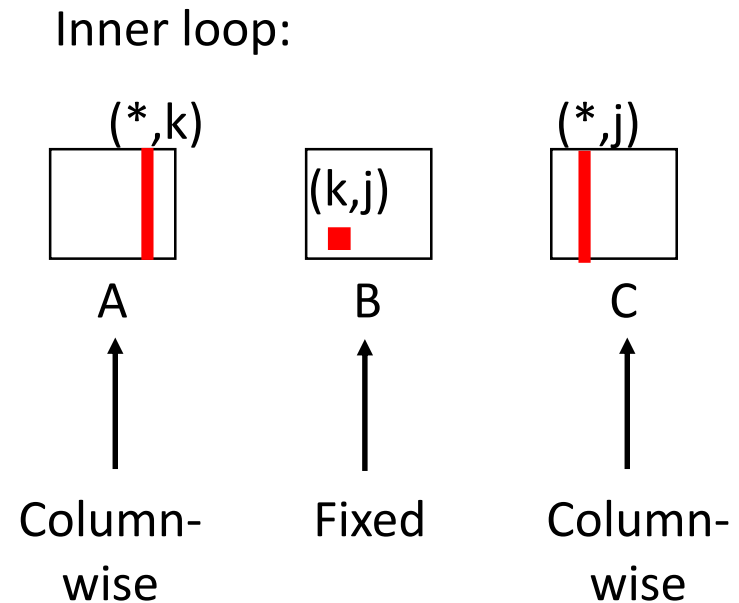 Inner loop:
(*,k)
(*,j)
(k,j)
A
B
C
Column-
wise
Fixed
Column-
wise